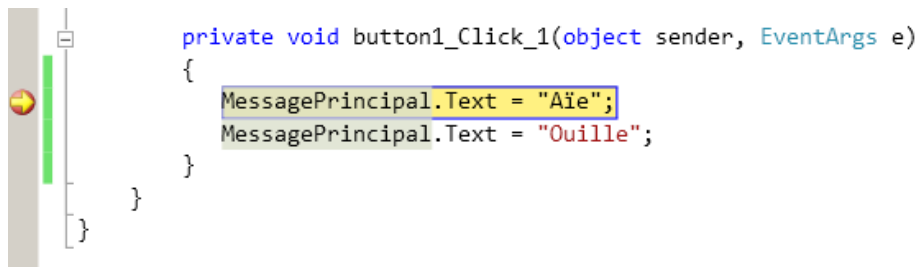 private void button1_Click_1(object sender, EventArgs e)
{
MessagePrincipal.Text = "Aïe";
MessagePrincipal.Text = "Ouille";
}
}
}